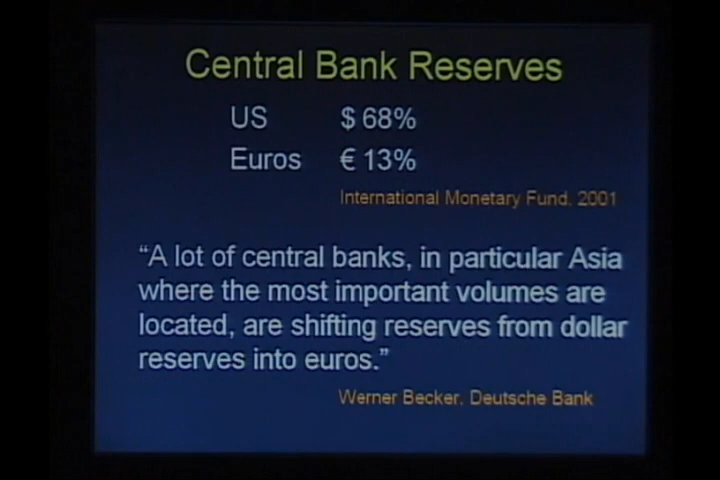 Central Bank Reserves
US $ 68%
Euros € 13%
International Monetary Fund, 2001
“A lot of central banks, in particular Asia
where the most important volumes are
located, are shifting reserves from dollar
reserves into euros.”
Werner Becker, Deutsche Bank